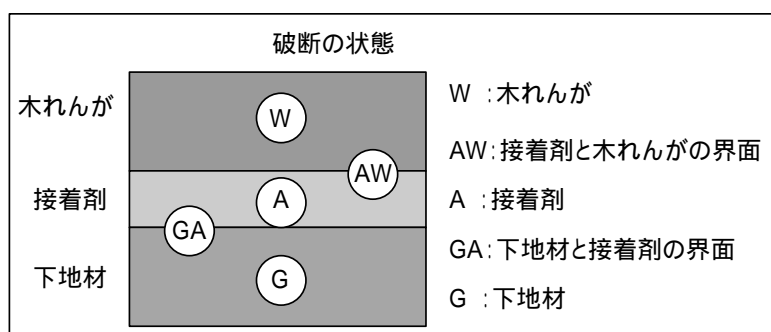 破断の状態
木れんが
接着剤
下地材
W
AW
A
GA
G
W :木れんが
AW:接着剤と木れんがの界面
A :接着剤
GA:下地材と接着剤の界面
G :下地材